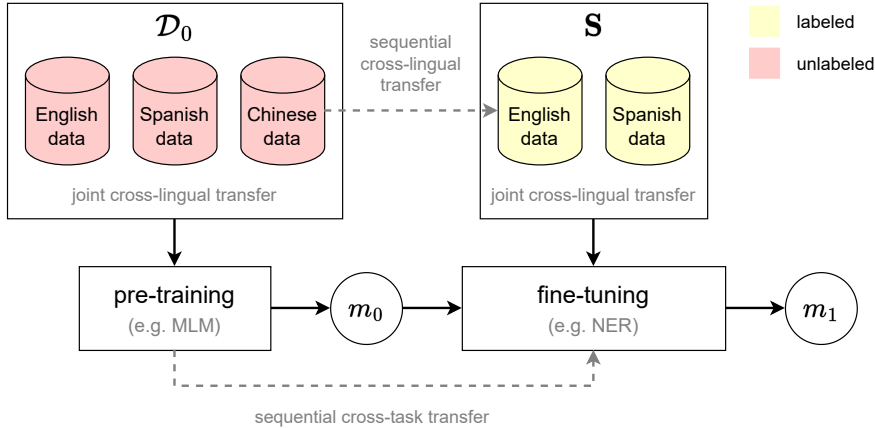 𝒟₀
English
data
Spanish
data
Chinese
data
joint cross-lingual transfer
sequential
cross-lingual
transfer
S
English
data
Spanish
data
joint cross-lingual transfer
labeled
unlabeled
pre-training
(e.g. MLM)
m₀
fine-tuning
(e.g. NER)
m₁
sequential cross-task transfer